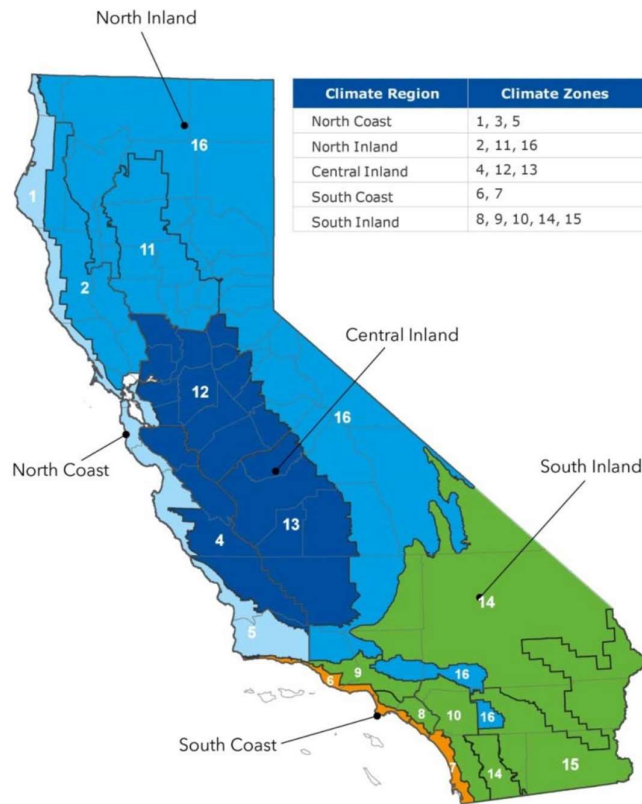 North Inland
Climate Region Climate Zones
North Coast 1, 3, 5
North Inland 2, 11, 16
Central Inland 4, 12, 13
South Coast 6, 7
South Inland 8, 9, 10, 14, 15
16
1
11
2
Central Inland
12
16
North Coast
South Inland
13
4
14
5
9
16
6
8
10
16
South Coast
7
14
15